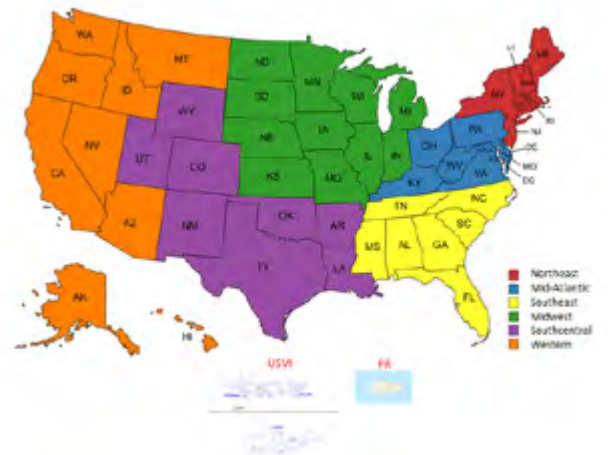 WA
MT
ND
MN
ME
VT
OR
ID
SD
WI
MI
NY
WY
RI
NE
IA
PA
NJ
NV
UT
CO
IL
IN
OH
DE
CA
KS
MO
WV
VA
MD
KY
DC
AZ
NM
OK
AR
TN
NC
SC
MS
AL
GA
TX
LA
FL
AK
HI
Northeast
Mid-Atlantic
Southeast
Midwest
Southcentral
Western
USVI